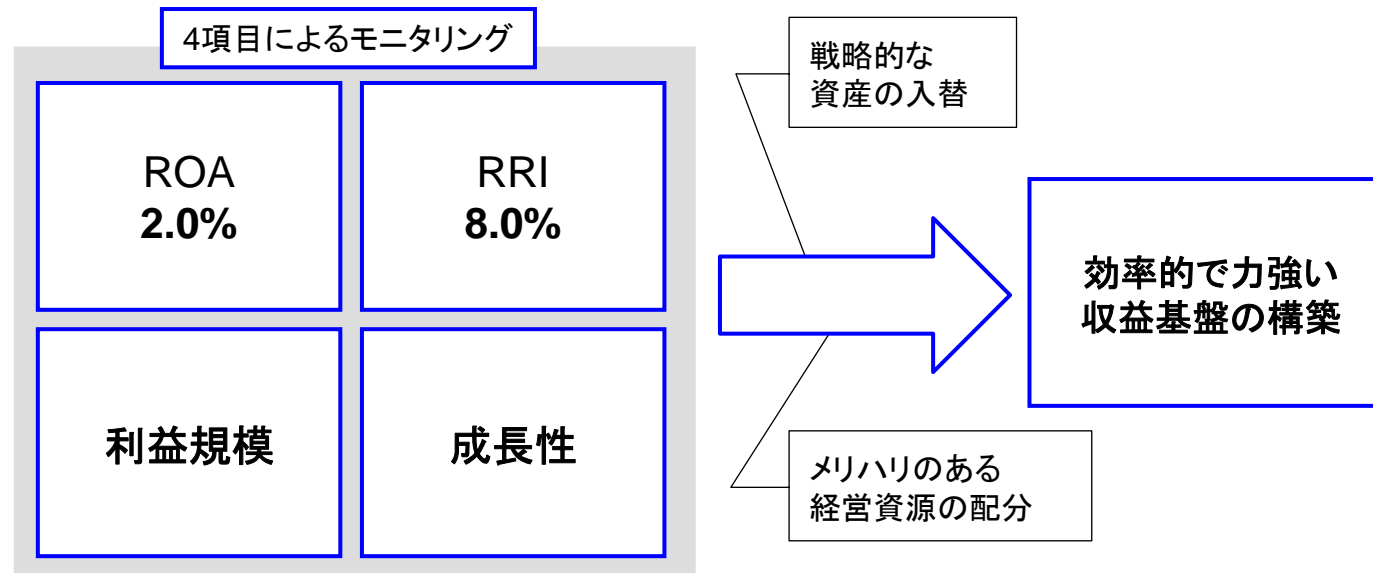 4項目によるモニタリング
ROA
2.0%
RRI
8.0%
利益規模
成長性
戦略的な
資産の入替
メリハリのある
経営資源の配分
効率的で力強い
収益基盤の構築